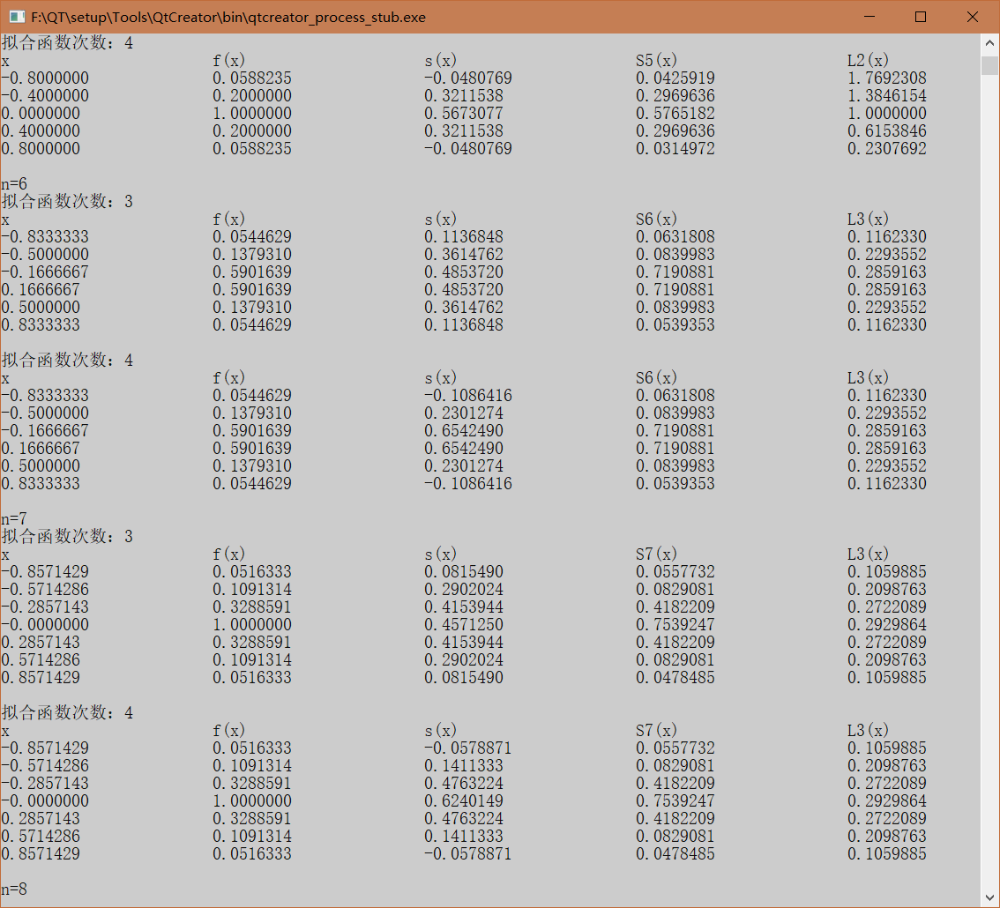 F:\QT\setup\Tools\QtCreator\bin\qtcreator_process_stub.exe
拟合函数次数: 4
x f(x) s(x) S5(x) L2(x)
-0.8000000 0.0588235 -0.0480769 0.0425919 1.7692308
-0.4000000 0.2000000 0.3211538 0.2969636 1.3846154
0.0000000 1.0000000 0.5673077 0.5765182 1.0000000
0.4000000 0.2000000 0.3211538 0.2969636 0.6153846
0.8000000 0.0588235 -0.0480769 0.0314972 0.2307692
n=6
拟合函数次数: 3
x f(x) s(x) S6(x) L3(x)
-0.8333333 0.0544629 0.1136848 0.0631808 0.1162330
-0.5000000 0.1379310 0.3614762 0.0839983 0.2293552
-0.1666667 0.5901639 0.4853720 0.7190881 0.2859163
0.1666667 0.5901639 0.4853720 0.7190881 0.2859163
0.5000000 0.1379310 0.3614762 0.0839983 0.2293552
0.8333333 0.0544629 0.1136848 0.0539353 0.1162330
拟合函数次数: 4
x f(x) s(x) S6(x) L3(x)
-0.8333333 0.0544629 -0.1086416 0.0631808 0.1162330
-0.5000000 0.1379310 0.2301274 0.0839983 0.2293552
-0.1666667 0.5901639 0.6542490 0.7190881 0.2859163
0.1666667 0.5901639 0.6542490 0.7190881 0.2859163
0.5000000 0.1379310 0.2301274 0.0839983 0.2293552
0.8333333 0.0544629 -0.1086416 0.0539353 0.1162330
n=7
拟合函数次数: 3
x f(x) s(x) S7(x) L3(x)
-0.8571429 0.0516333 0.0815490 0.0557732 0.1059885
-0.5714286 0.1091314 0.2902024 0.0829081 0.2098763
-0.2857143 0.3288591 0.4153944 0.4182209 0.2722089
-0.0000000 1.0000000 0.4571250 0.7539247 0.2929864
0.2857143 0.3288591 0.4153944 0.4182209 0.2722089
0.5714286 0.1091314 0.2902024 0.0829081 0.2098763
0.8571429 0.0516333 0.0815490 0.0478485 0.1059885
拟合函数次数: 4
x f(x) s(x) S7(x) L3(x)
-0.8571429 0.0516333 -0.0578871 0.0557732 0.1059885
-0.5714286 0.1091314 0.1411333 0.0829081 0.2098763
-0.2857143 0.3288591 0.4763224 0.4182209 0.2722089
-0.0000000 1.0000000 0.6240149 0.7539247 0.2929864
0.2857143 0.3288591 0.4763224 0.4182209 0.2722089
0.5714286 0.1091314 0.1411333 0.0829081 0.2098763
0.8571429 0.0516333 -0.0578871 0.0478485 0.1059885
n=8